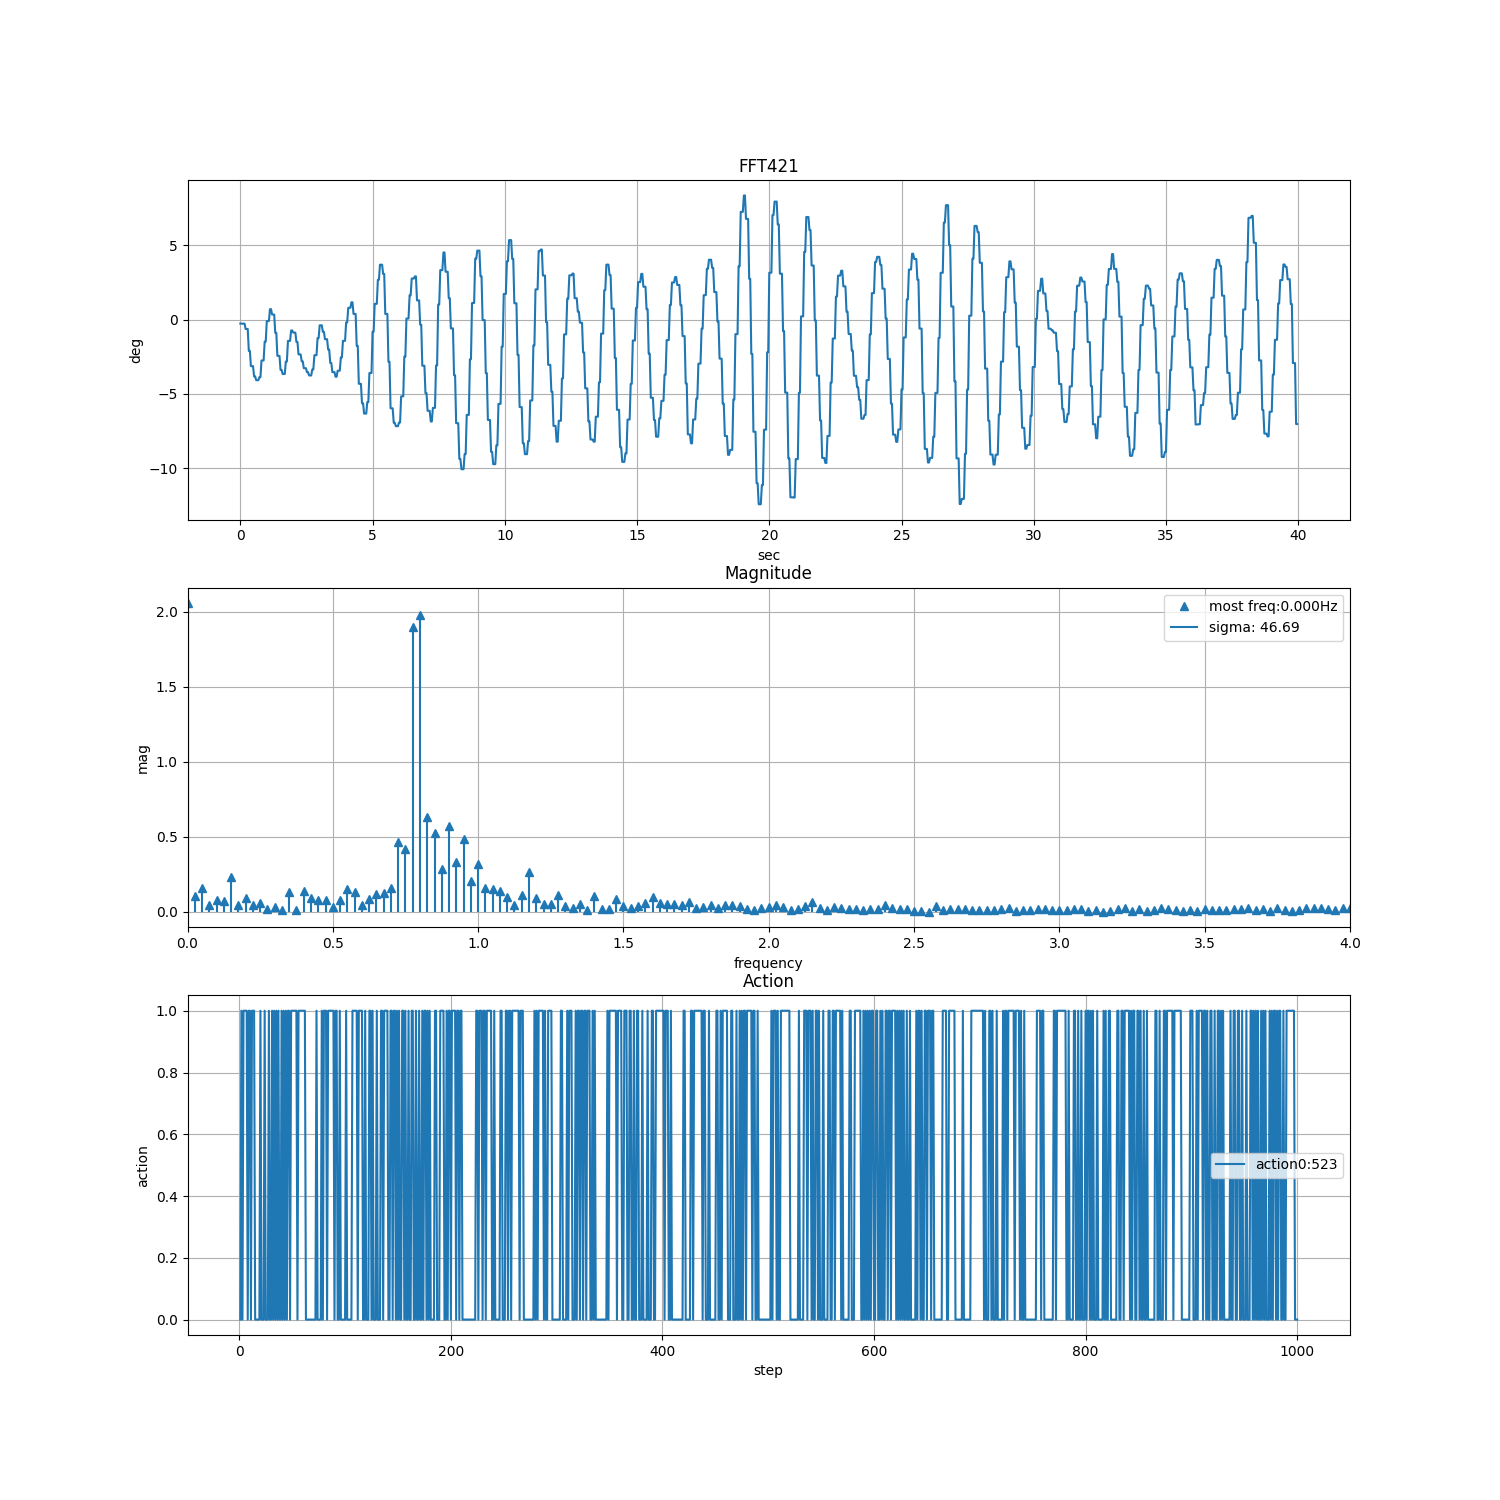 FFT421
deg
5
0
−5
−10
0 5 10 15 20 25 30 35 40
sec
Magnitude
mag
2.0
1.5
1.0
0.5
0.0
most freq:0.000Hz
sigma: 46.69
0.0 0.5 1.0 1.5 2.0 2.5 3.0 3.5 4.0
frequency
Action
action
1.0
0.8
0.6
0.4
0.2
0.0
action0:523
0 200 400 600 800 1000
step